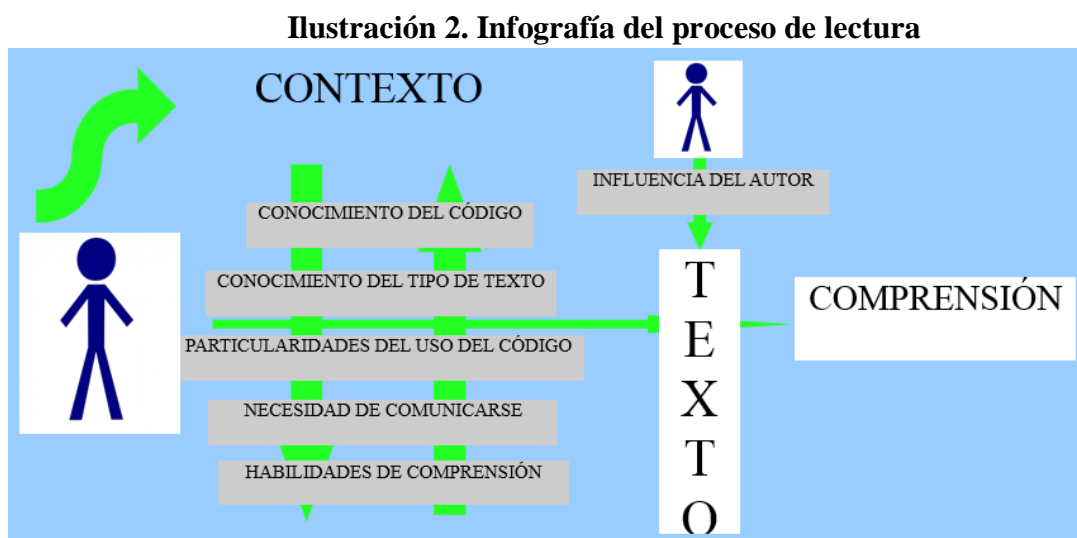 Ilustración 2. Infografía del proceso de lectura
CONTEXTO
INFLUENCIA DEL AUTOR
CONOCIMIENTO DEL CÓDIGO
CONOCIMIENTO DEL TIPO DE TEXTO
PARTICULARIDADES DEL USO DEL CÓDIGO
NECESIDAD DE COMUNICARSE
HABILIDADES DE COMPRENSIÓN
T
E
X
T
O
COMPRENSIÓN